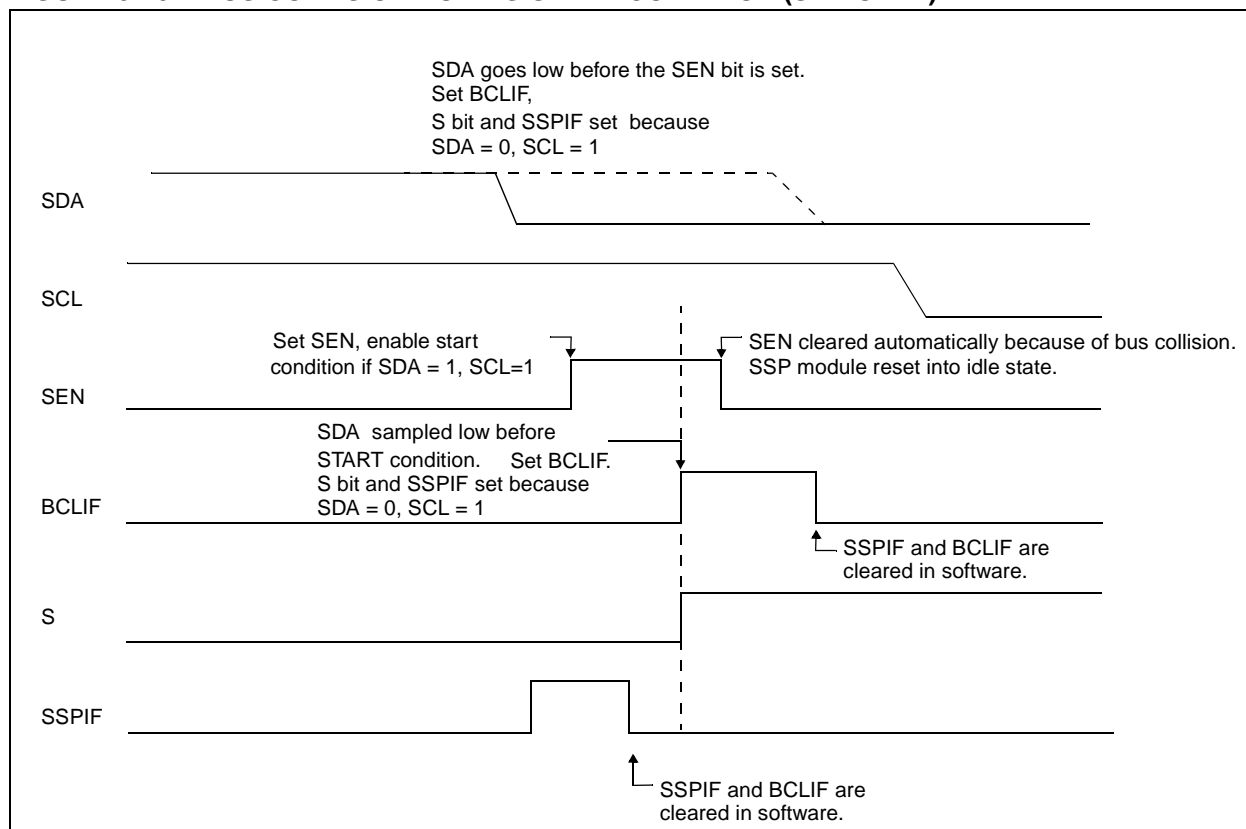 SDA goes low before the SEN bit is set.
Set BCLIF,
S bit and SSPIF set because
SDA = 0, SCL = 1
SDA
SCL
Set SEN, enable start
condition if SDA = 1, SCL=1
SEN cleared automatically because of bus collision.
SSP module reset into idle state.
SEN
SDA sampled low before
START condition. Set BCLIF.
S bit and SSPIF set because
SDA = 0, SCL = 1
BCLIF
SSPIF and BCLIF are
cleared in software.
S
SSPIF
SSPIF and BCLIF are
cleared in software.